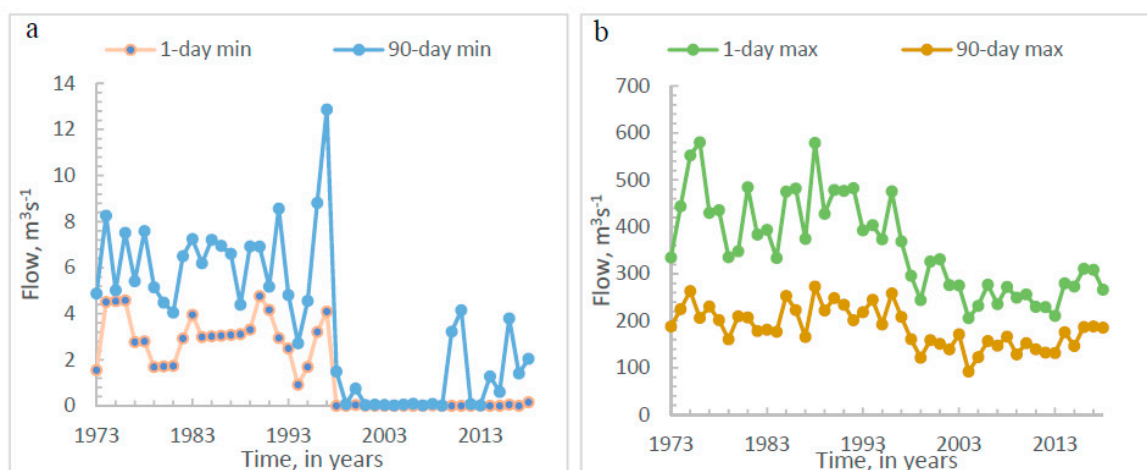 a
1-day min
90-day min
14
12
10
8
6
4
2
0
Flow, m³s⁻¹
1973
1983
1993
2003
2013
Time, in years
b
1-day max
90-day max
700
600
500
400
300
200
100
0
Flow, m³s⁻¹
1973
1983
1993
2003
2013
Time, in years